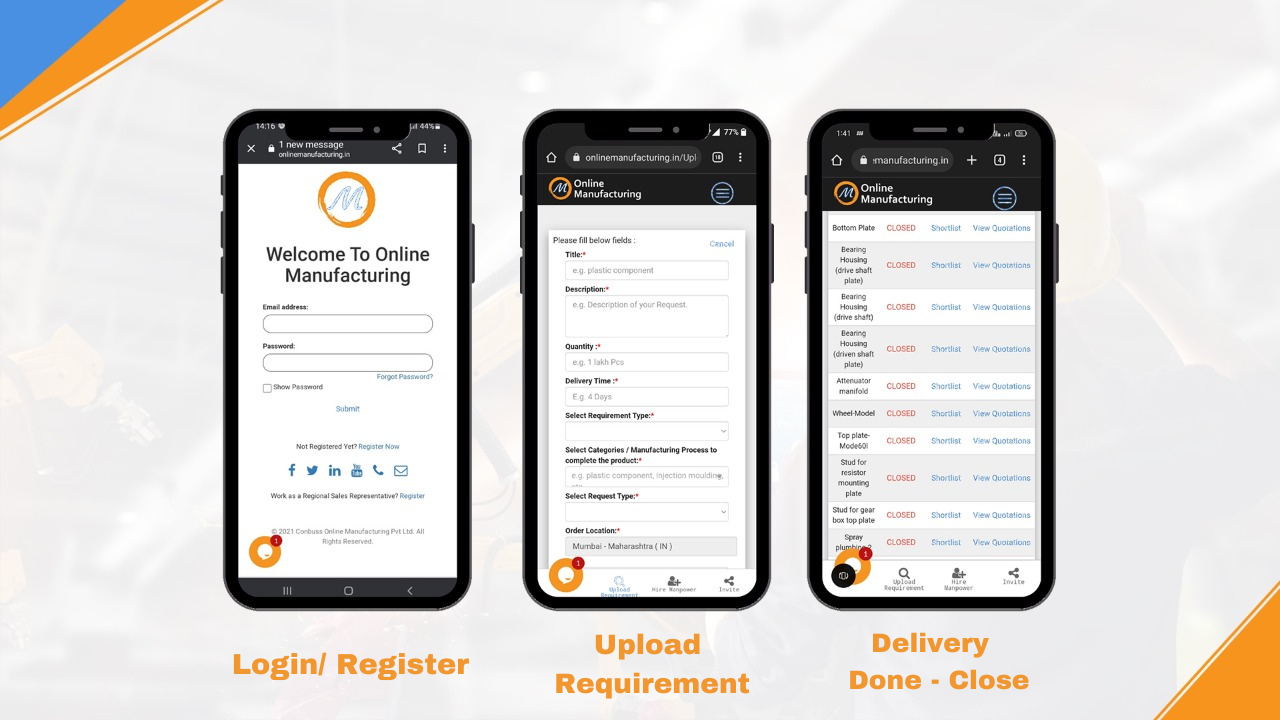 14:16
44%
1 new message
onlinemanufacturing.in
Welcome To Online
Manufacturing
Email address:
Password:
Forgot Password?
Show Password
Submit
Not Registered Yet? Register Now
Work as a Regional Sales Representative? Register
© 2021 Conbuss Online Manufacturing Pvt Ltd. All
Rights Reserved.
1
Login/ Register
77%
onlinemanufacturing.in/Upl
18
Online
Manufacturing
Please fill below fields :
Cancel
Title:*
e.g. plastic component
Description:*
e.g. Description of your Request.
Quantity :*
e.g. 1 lakh Pcs
Delivery Time :*
E.g. 4 Days
Select Requirement Type:*
Select Categories / Manufacturing Process to
complete the product:*
e.g. plastic component, injection moulding,
etc
Select Request Type:*
Order Location:*
Mumbai - Maharashtra ( IN )
1
Upload
Requirement
Hire Manpower
Invite
Upload
Requirement
1:41
emanufacturing.in
4
Online
Manufacturing
Bottom Plate CLOSED Shortlist View Quotations
Bearing
Housing
(drive shaft
plate)
CLOSED Shortlist View Quotations
Bearing
Housing
(drive shaft)
CLOSED Shortlist View Quotations
Bearing
Housing
(driven shaft
plate)
CLOSED Shortlist View Quotations
Attenuator
manifold
CLOSED Shortlist View Quotations
Wheel-Model CLOSED Shortlist View Quotations
Top plate-
Mode60l
CLOSED Shortlist View Quotations
Stud for
resistor
mounting
plate
CLOSED Shortlist View Quotations
Stud for gear
box top plate
CLOSED Shortlist View Quotations
Spray
CLOSED Shortlist View Quotations
1
Upload
Requirement
Hire
Manpower
Invite
Delivery
Done - Close